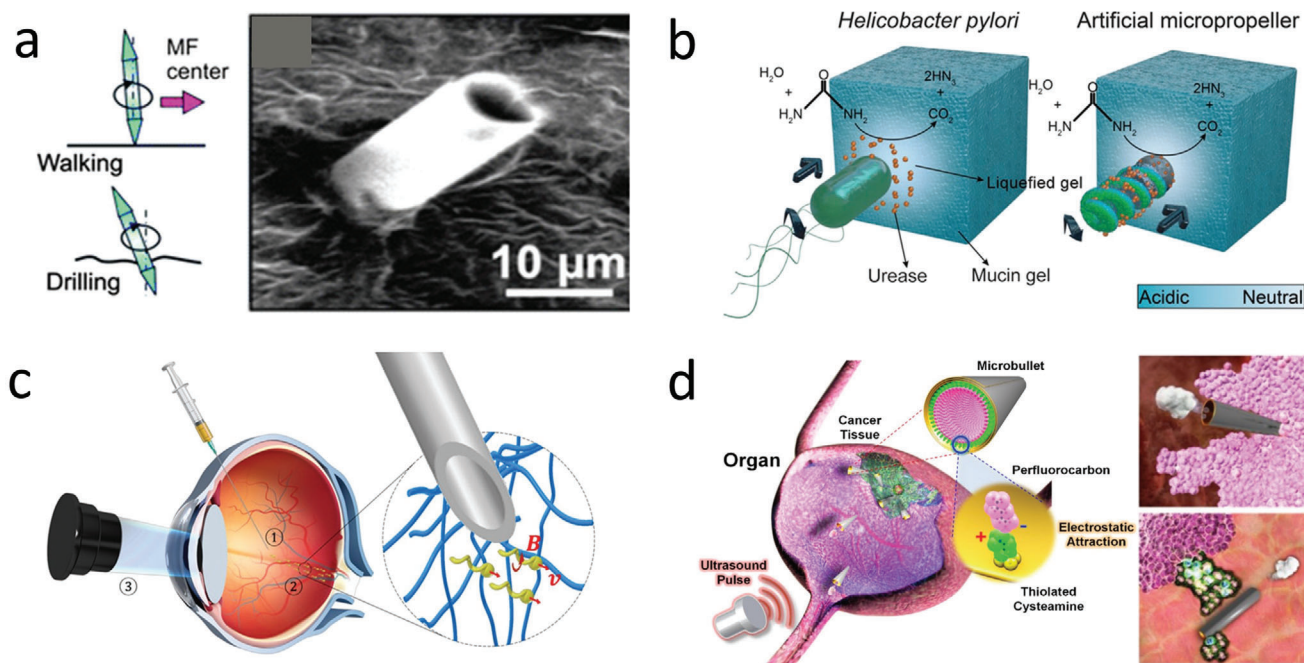 a
MF
center
Walking
Drilling
10 µm
b
Helicobacter pylori
Artificial micropropeller
H₂O
+
O
H₂N
NH₂
2HN₃
+
CO₂
H₂O
+
O
H₂N
NH₂
2HN₃
+
CO₂
Liquefied gel
Urease
Mucin gel
Acidic
Neutral
c
①
②
③
B
v
d
Microbullet
Cancer
Tissue
Organ
Perfluorocarbon
+
-
Electrostatic
Attraction
Thiolated
Cysteamine
Ultrasound
Pulse